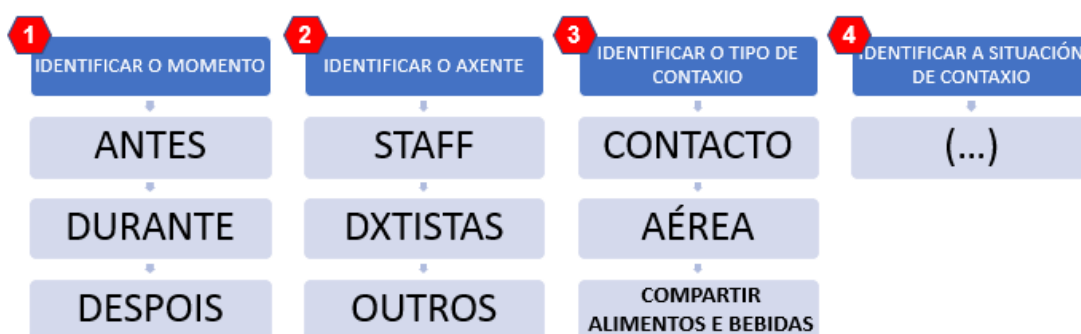 1
IDENTIFICAR O MOMENTO
ANTES
DURANTE
DESPOIS
2
IDENTIFICAR O AXENTE
STAFF
DXTISTAS
OUTROS
3
IDENTIFICAR O TIPO DE
CONTAXIO
CONTACTO
AÉREA
COMPARTIR
ALIMENTOS E BEBIDAS
4
IDENTIFICAR A SITUACIÓN
DE CONTAXIO
(...)